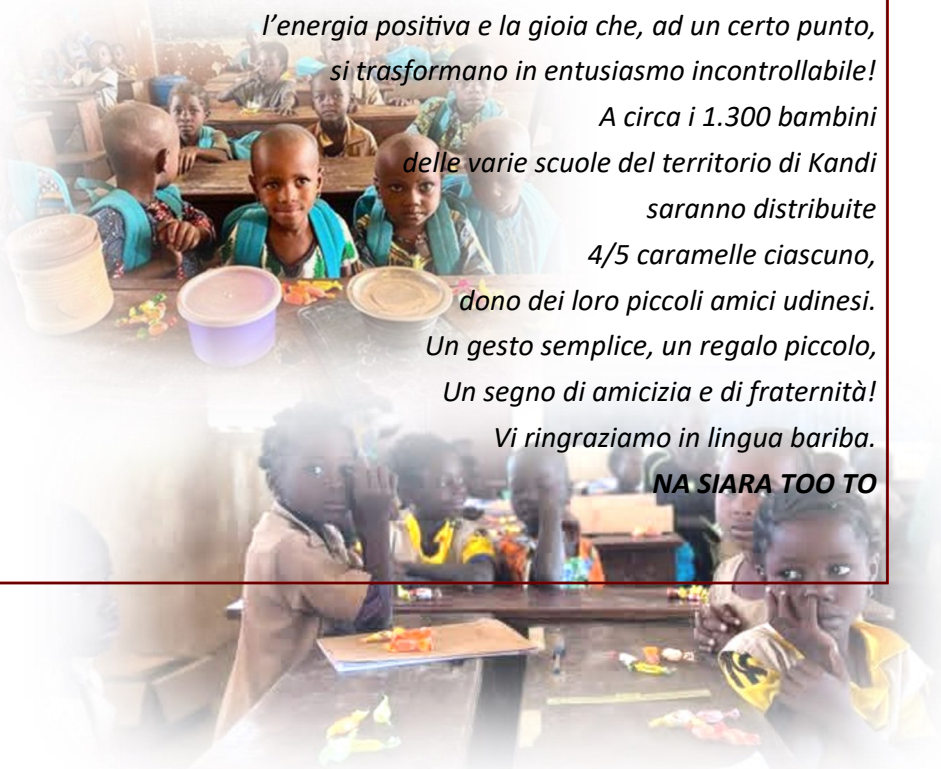 l’energia positiva e la gioia che, ad un certo punto,
si trasformano in entusiasmo incontrollabile!
A circa i 1.300 bambini
delle varie scuole del territorio di Kandi
saranno distribuite
4/5 caramelle ciascuno,
dono dei loro piccoli amici udinesi.
Un gesto semplice, un regalo piccolo,
Un segno di amicizia e di fraternità!
Vi ringraziamo in lingua bariba.
NA SIARA TOO TO